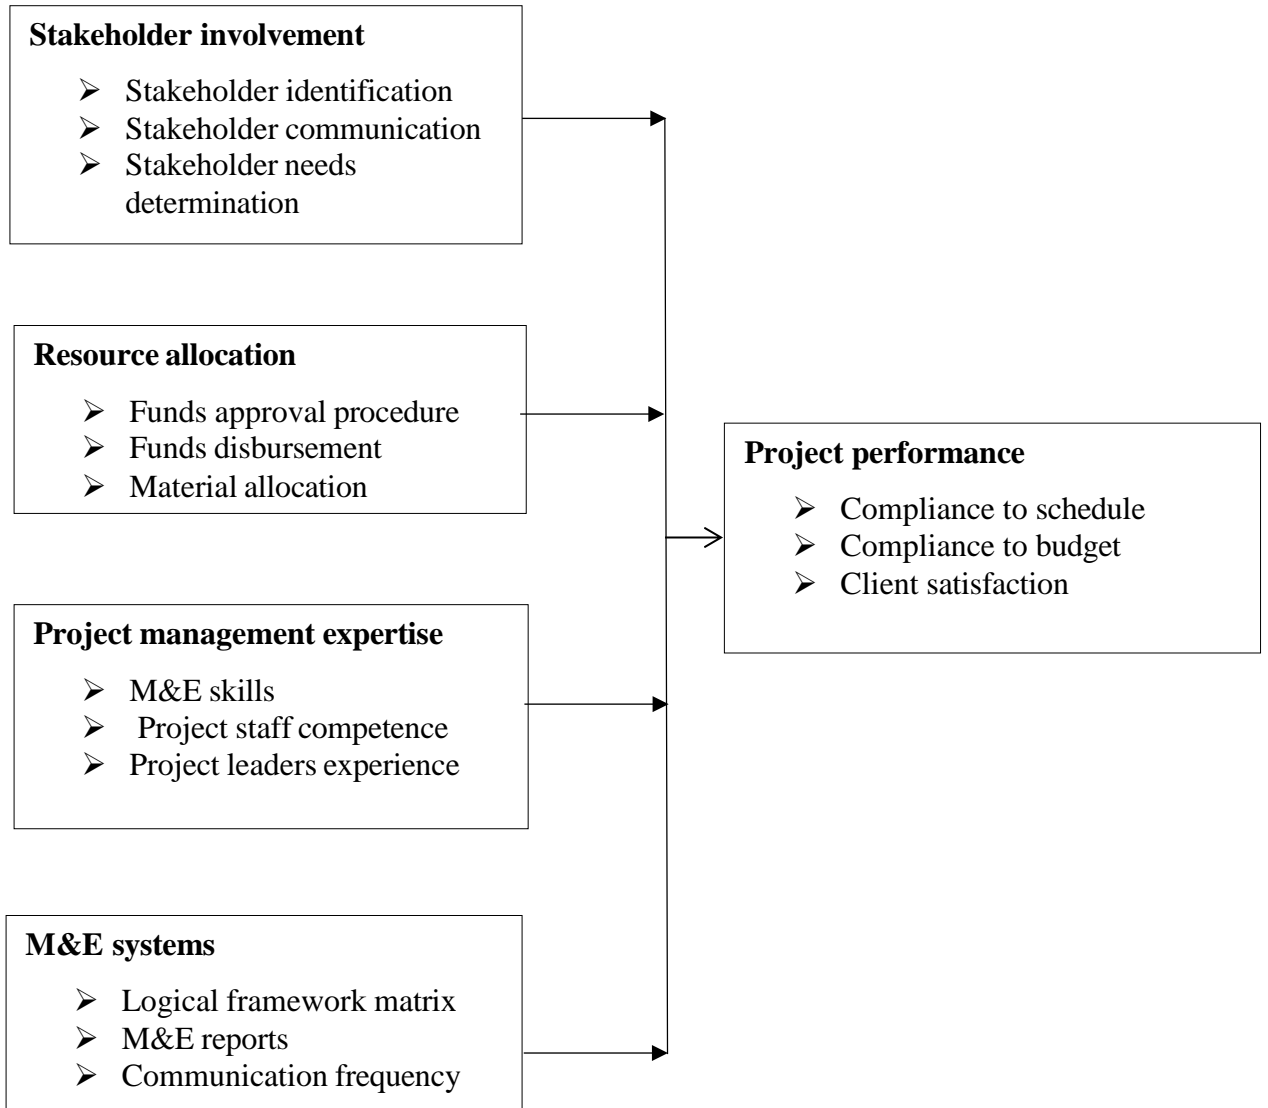 Stakeholder involvement
➢ Stakeholder identification
➢ Stakeholder communication
➢ Stakeholder needs
determination
Resource allocation
➢ Funds approval procedure
➢ Funds disbursement
➢ Material allocation
Project performance
➢ Compliance to schedule
➢ Compliance to budget
➢ Client satisfaction
Project management expertise
➢ M&E skills
➢ Project staff competence
➢ Project leaders experience
M&E systems
➢ Logical framework matrix
➢ M&E reports
➢ Communication frequency